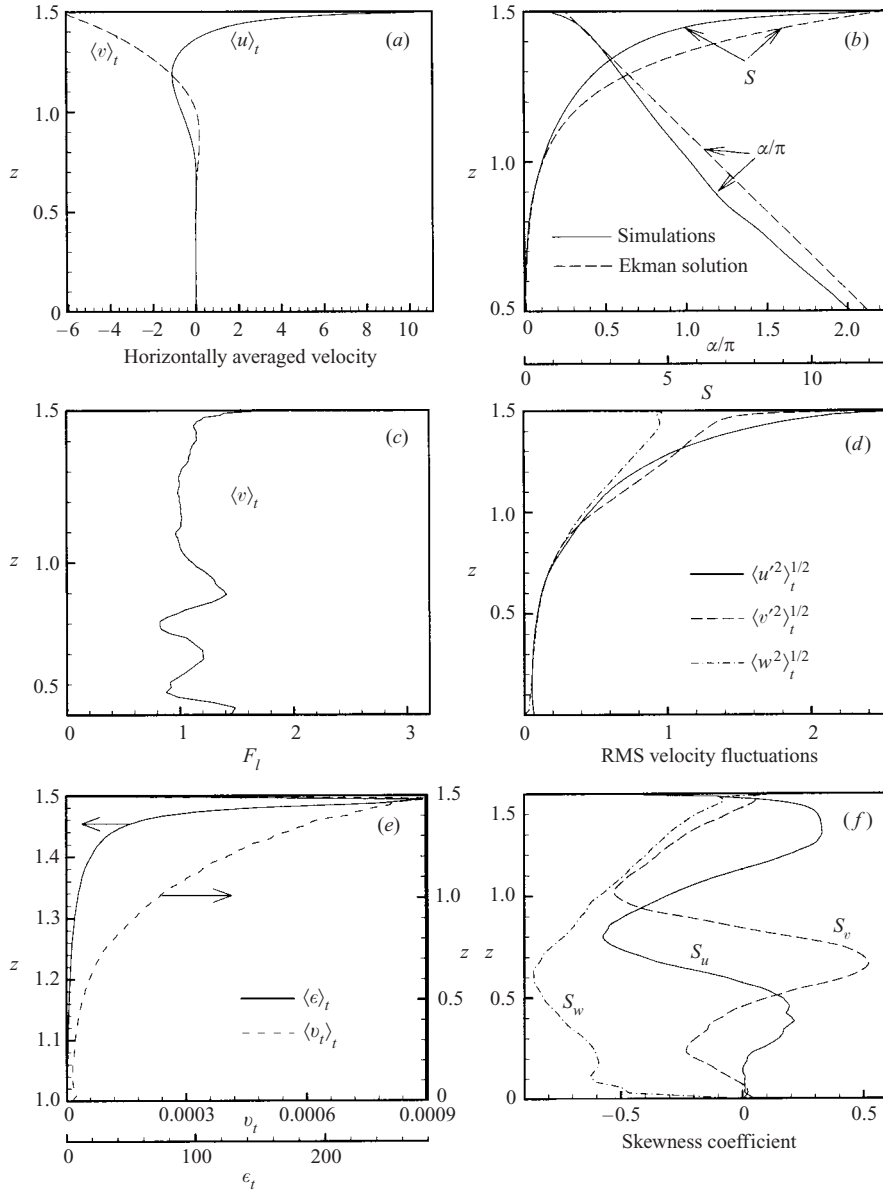 1.5
⟨v⟩t
⟨u⟩t
(a)
z
1.0
0.5
0
−6 −4 −2 0 2 4 6 8 10
Horizontally averaged velocity
1.5
(b)
S
α/π
z
1.0
Simulations
Ekman solution
0.5
0 0.5 1.0 1.5 2.0
α/π
0 5 10
S
1.5
(c)
⟨v⟩t
z
1.0
0.5
0 1 2 3
Fl
1.5
(d)
z
1.0
⟨u′2⟩t1/2
0.5
⟨v′2⟩t1/2
⟨w2⟩t1/2
0 1 2
RMS velocity fluctuations
1.5 1.5
(e)
1.4
1.3 1.0
z z
1.2
0.5
⟨ϵ⟩t
1.1
⟨υt⟩t
1.0 0
0.0003 0.0006 0.0009
υt
0 100 200
ϵt
1.5
(f)
1.0
z
Sv
Su
Sw
0.5
0
−0.5 0 0.5
Skewness coefficient